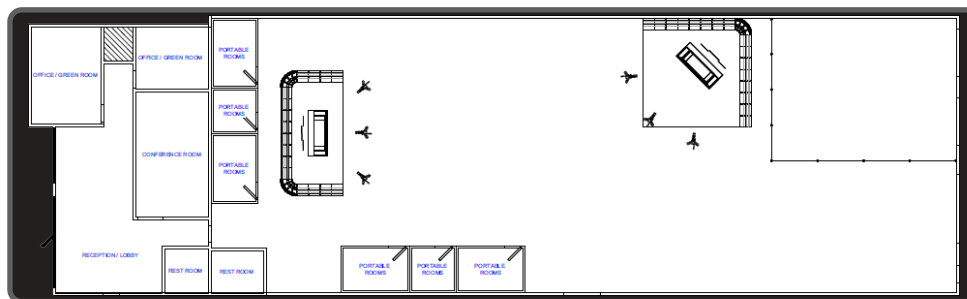 OFFICE / GREEN ROOM
OFFICE / GREEN ROOM
PORTABLE
ROOMS
PORTABLE
ROOMS
CONFERENCE ROOM
PORTABLE
ROOMS
RECEPTION / LOBBY
REST ROOM
REST ROOM
PORTABLE
ROOMS
PORTABLE
ROOMS
PORTABLE
ROOMS